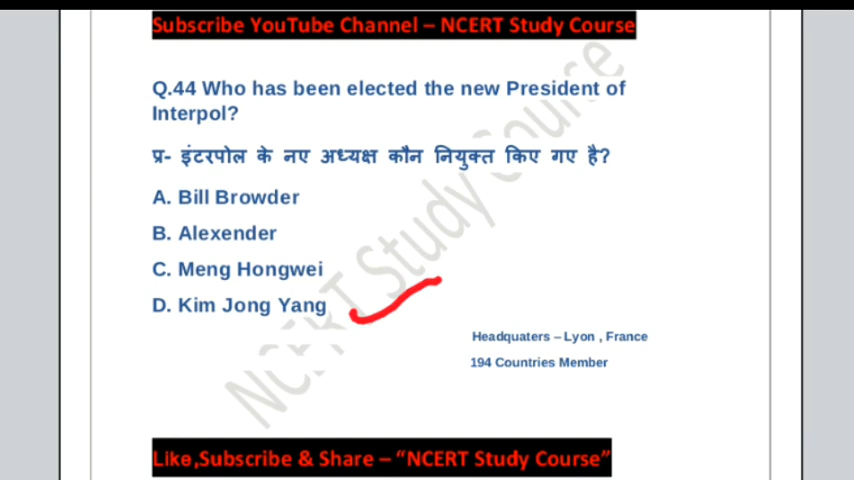 Subscribe YouTube Channel – NCERT Study Course
Q.44 Who has been elected the new President of
Interpol?
प्र- इंटरपोल के नए अध्यक्ष कौन नियुक्त किए गए है?
A. Bill Browder
B. Alexender
C. Meng Hongwei
D. Kim Jong Yang
Headquaters – Lyon , France
194 Countries Member
NCERT Study Course
Like,Subscribe & Share – “NCERT Study Course”